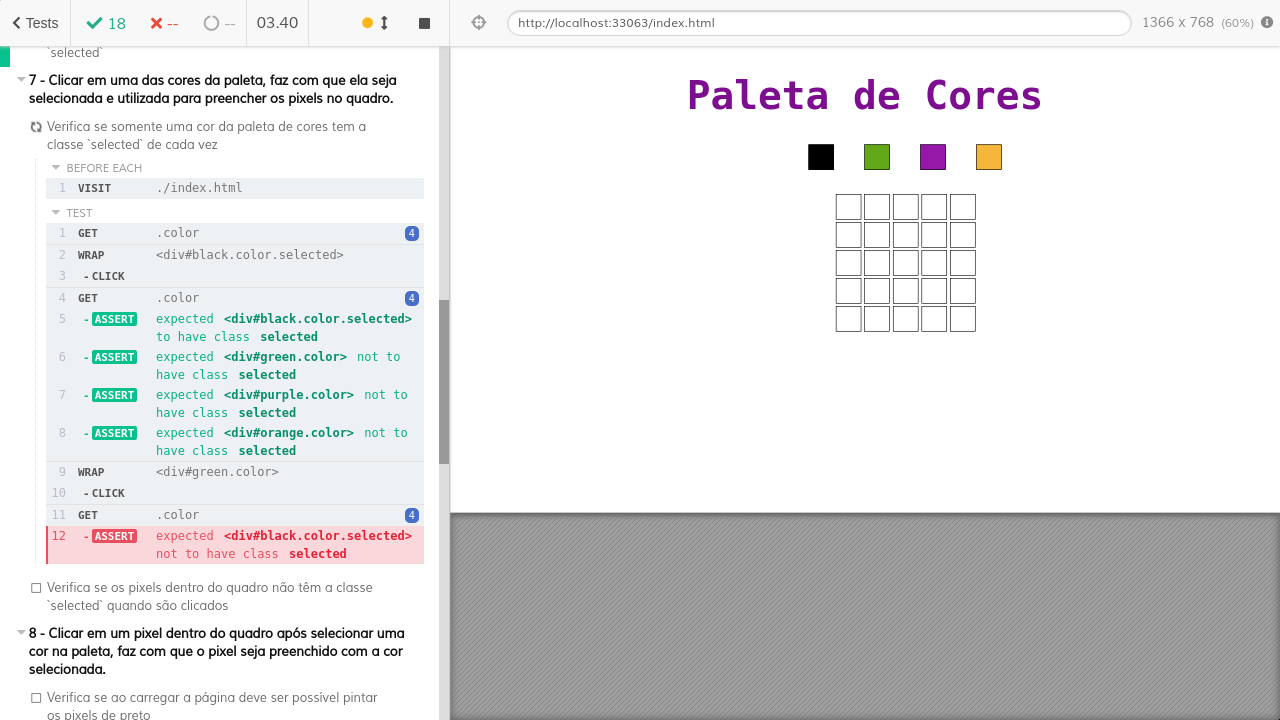 Tests 18 -- -- 03.40 http://localhost:33063/index.html 1366 x 768 (60%)
`selected`
7 - Clicar em uma das cores da paleta, faz com que ela seja
selecionada e utilizada para preencher os pixels no quadro.
Verifica se somente uma cor da paleta de cores tem a
classe `selected` de cada vez
BEFORE EACH
1 VISIT ./index.html
TEST
1 GET .color 4
2 WRAP <div#black.color.selected>
3 -CLICK
4 GET .color 4
5 -ASSERT expected <div#black.color.selected>
to have class selected
6 -ASSERT expected <div#green.color> not to
have class selected
7 -ASSERT expected <div#purple.color> not to
have class selected
8 -ASSERT expected <div#orange.color> not to
have class selected
9 WRAP <div#green.color>
10 -CLICK
11 GET .color 4
12 -ASSERT expected <div#black.color.selected>
not to have class selected
Verifica se os pixels dentro do quadro não têm a classe
`selected` quando são clicados
8 - Clicar em um pixel dentro do quadro após selecionar uma
cor na paleta, faz com que o pixel seja preenchido com a cor
selecionada.
Verifica se ao carregar a página deve ser possível pintar
os pixels de preto
Paleta de Cores